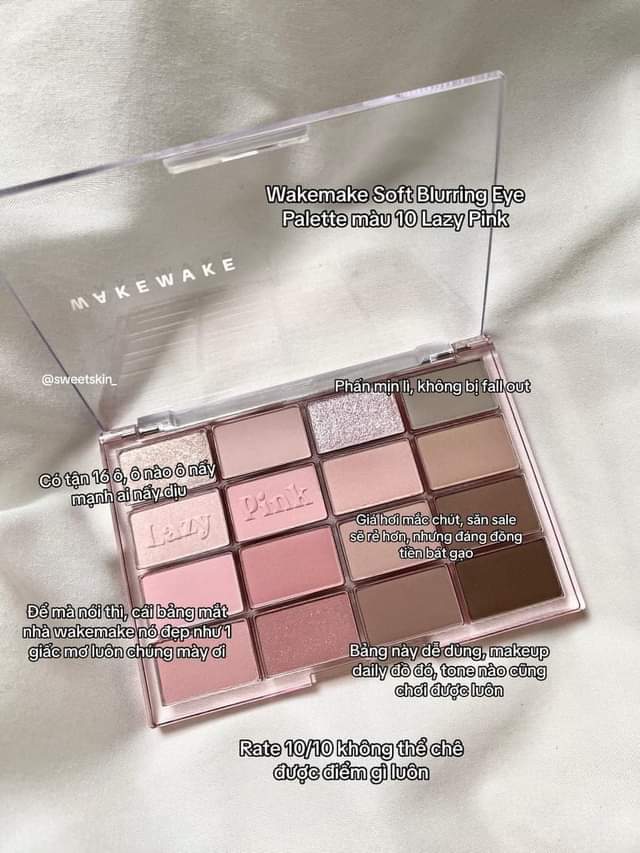 Wakemake Soft Blurring Eye
Palette màu 10 Lazy Pink
WAKEWAKE
@sweetskin_
Phấn mịn lì, không bị fall out
Có tận 16 ô, ô nào ô nấy
mạnh ai nấy dịu
Lazy
Pink
Giá hơi mắc chút, săn sale
sẽ rẻ hơn, nhưng đáng đồng
tiền bát gạo
Để mà nói thì, cái bảng mắt
nhà wakemake nó đẹp như 1
giấc mơ luôn chúng mày ơi
Bảng này dễ dùng, makeup
daily đồ đó, tone nào cũng
chơi được luôn
Rate 10/10 không thể chê
được điểm gì luôn